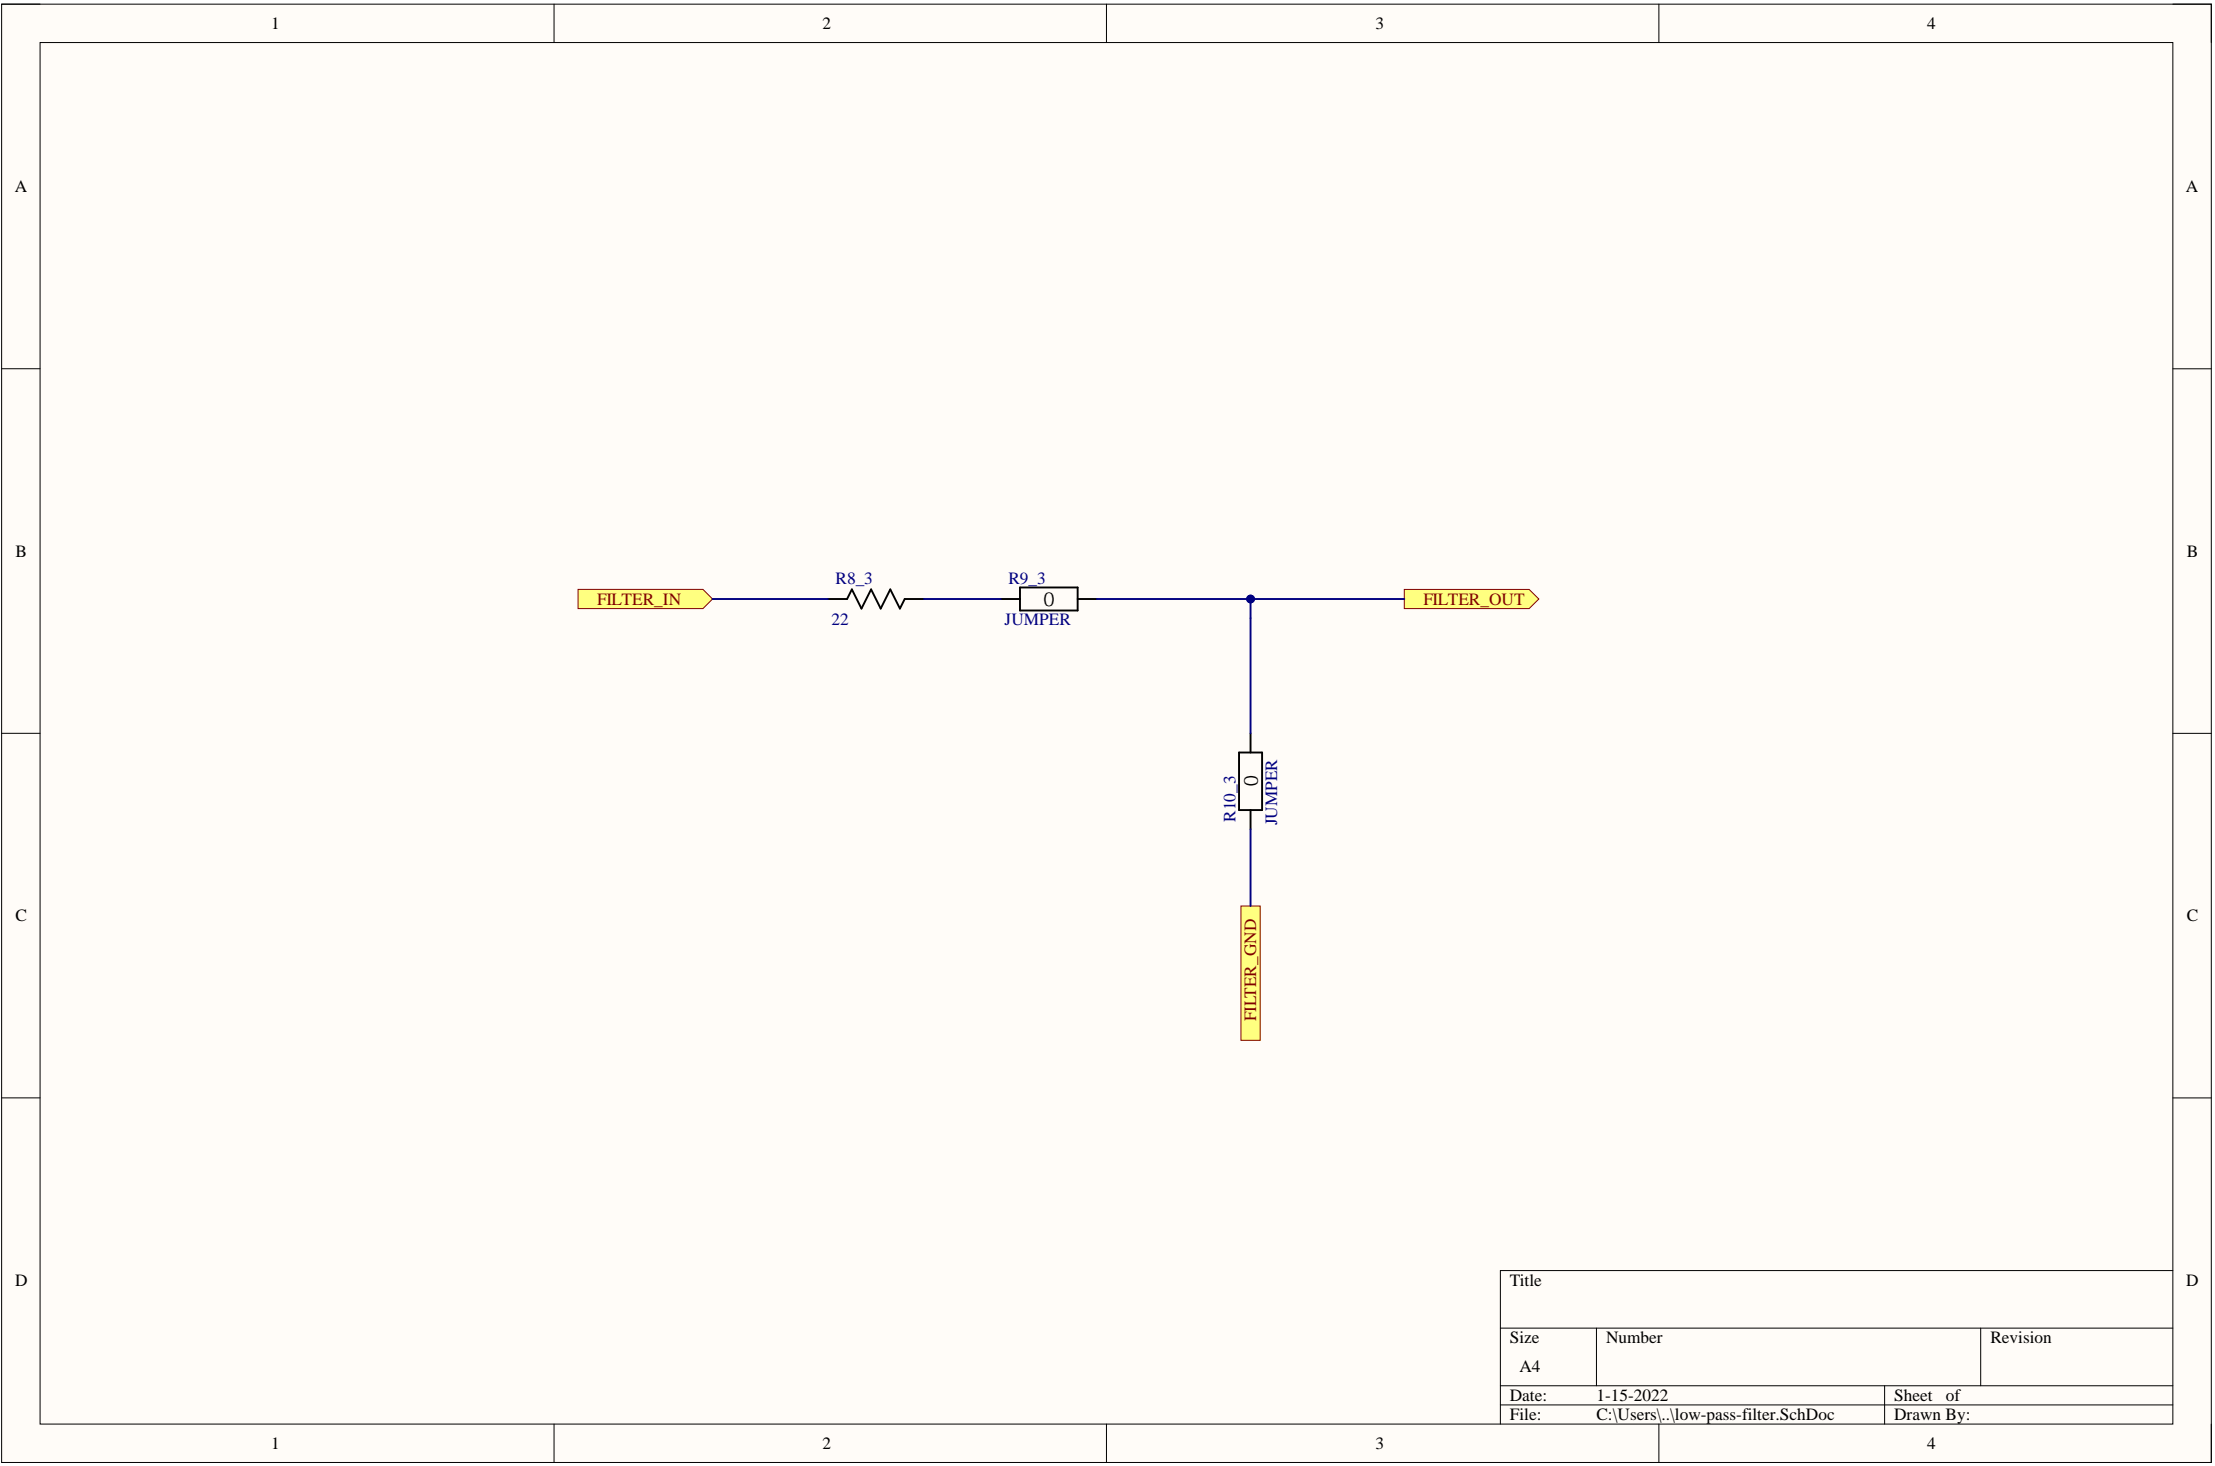 1 2 3 4
A A
B B
R8_3 R9_3
FILTER_IN 0 FILTER_OUT
22 JUMPER
R10_3 0 JUMPER
C C
FILTER_GND
D D
Title
Size Number Revision
A4
Date: 1-15-2022 Sheet of
File: C:\Users\..\low-pass-filter.SchDoc Drawn By:
1 2 3 4